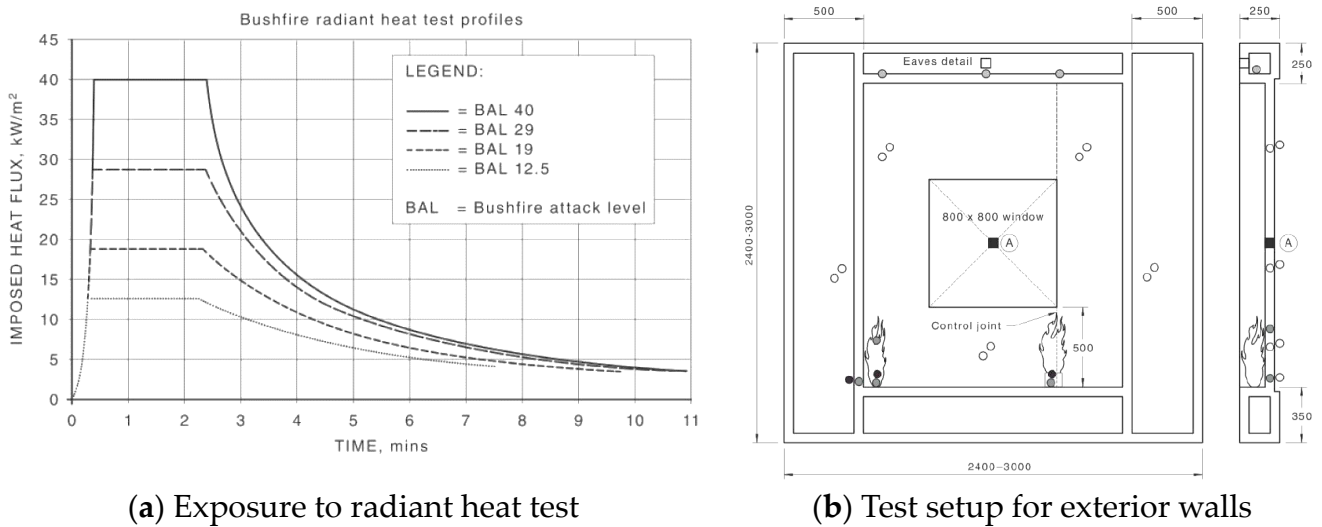 Bushfire radiant heat test profiles
IMPOSED HEAT FLUX, kW/m²
45
40
35
30
25
20
15
10
5
0
0 1 2 3 4 5 6 7 8 9 10 11
TIME, mins
LEGEND:
= BAL 40
= BAL 29
= BAL 19
= BAL 12.5
BAL = Bushfire attack level
(a) Exposure to radiant heat test
500 500 250
Eaves detail
250
2400-3000
800 x 800 window
A A
Control joint
500
350
2400–3000
(b) Test setup for exterior walls